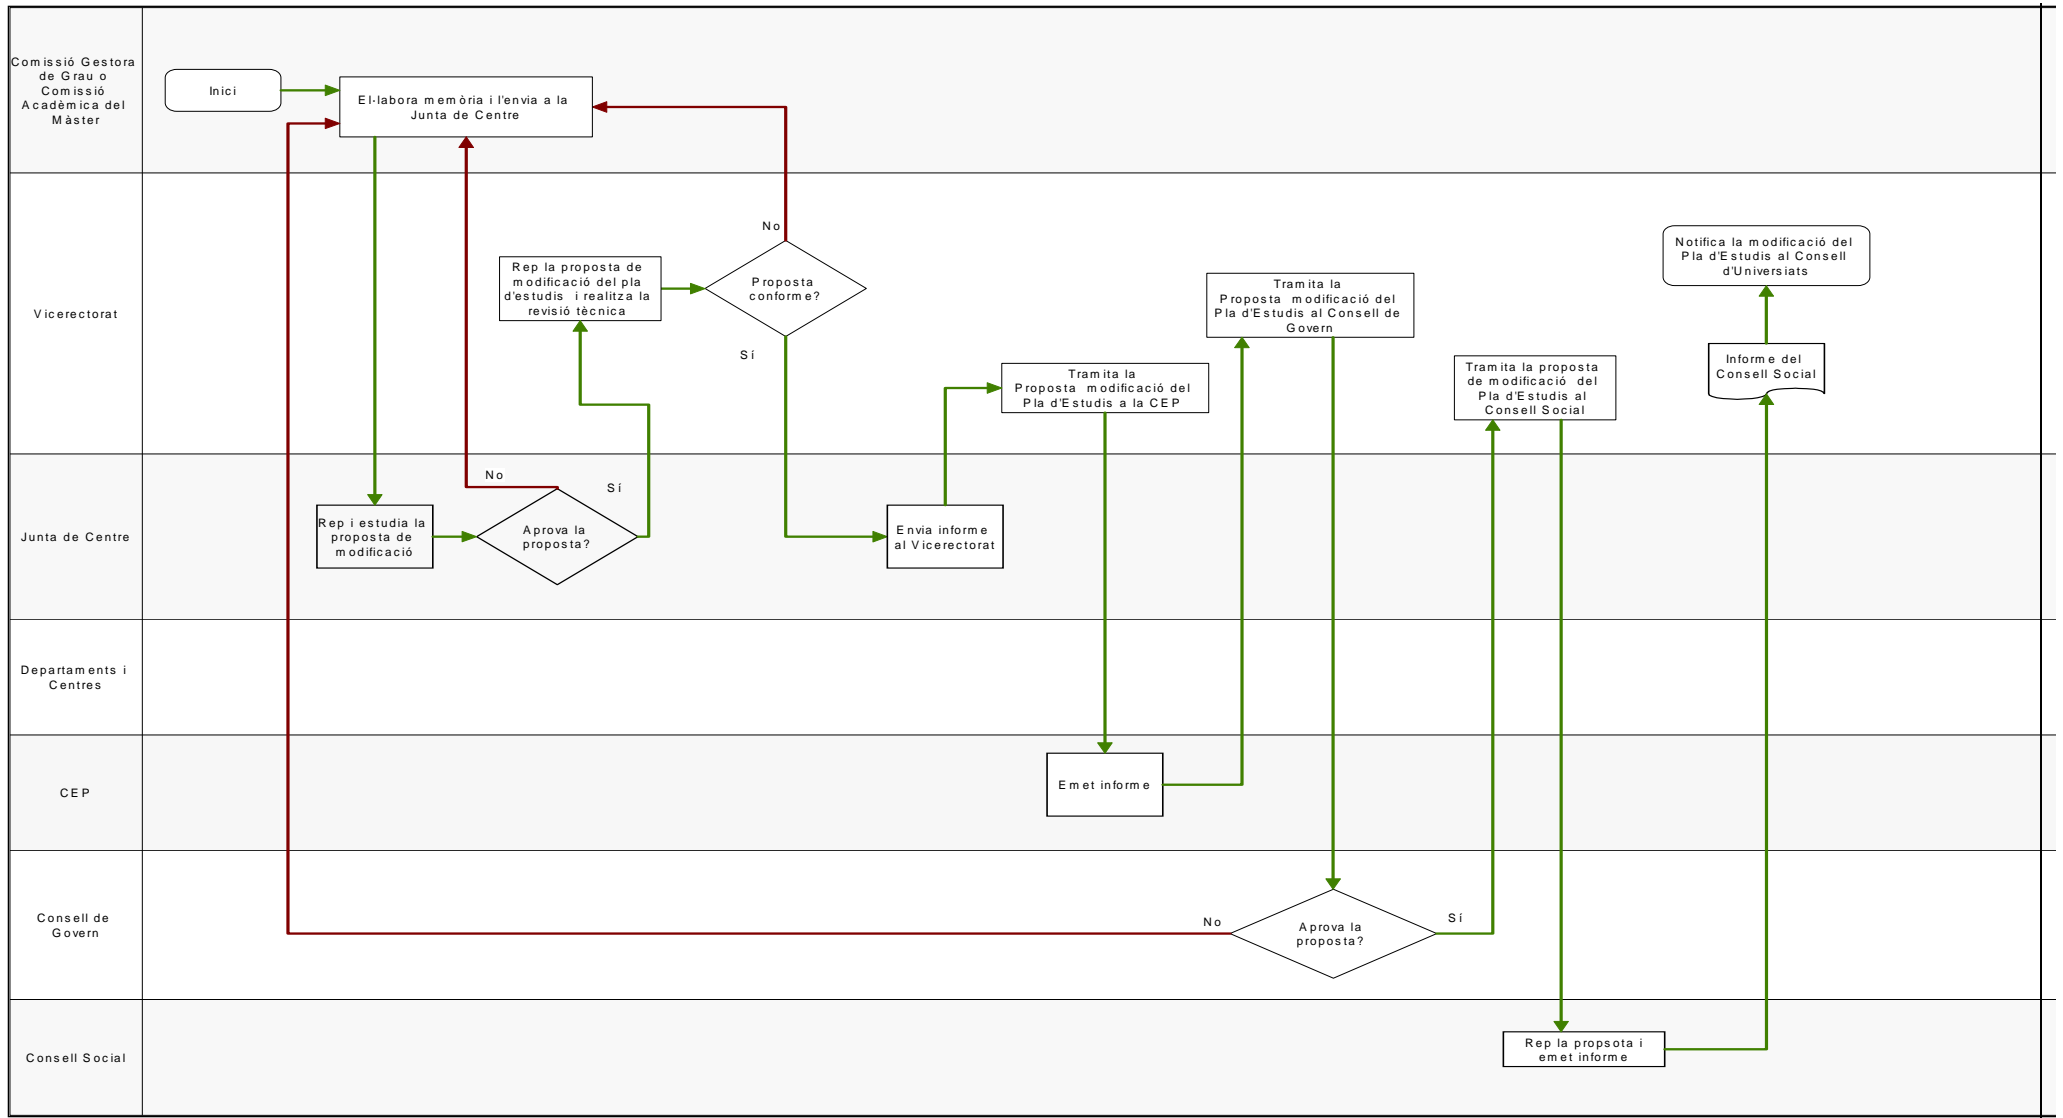 Comissió Gestora
de Grau o
Comissió
Acadèmica del
Màster
Inici
El·labora memòria i l'envia a la
Junta de Centre
Vicerectorat
No
Rep la proposta de
modificació del pla
d'estudis i realitza la
revisió tècnica
Proposta
conforme?
Sí
Tramita la
Proposta modificació del
Pla d'Estudis a la CEP
Tramita la
Proposta modificació del
Pla d'Estudis al Consell de
Govern
Tramita la proposta
de modificació del
Pla d'Estudis al
Consell Social
Notifica la modificació del
Pla d'Estudis al Consell
d'Universiats
Informe del
Consell Social
Junta de Centre
Rep i estudia la
proposta de
modificació
No
Sí
Aprova la
proposta?
Envia informe
al Vicerectorat
Departaments i
Centres
CEP
Emet informe
Consell de
Govern
No
Aprova la
proposta?
Sí
Consell Social
Rep la propsota i
emet informe